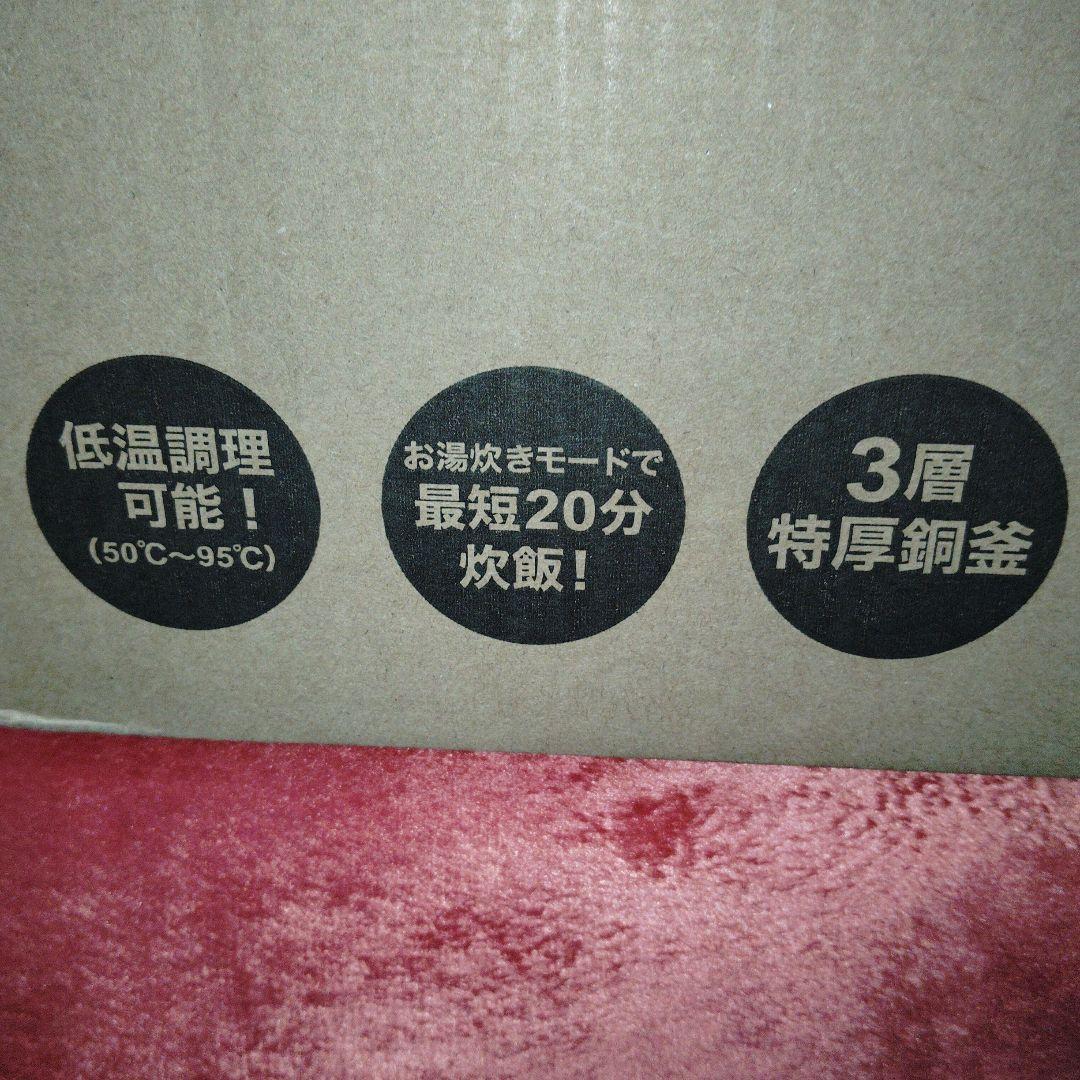 低温調理
可能!
(50℃～95℃)
お湯炊きモードで
最短20分
炊飯!
3層
特厚銅釜